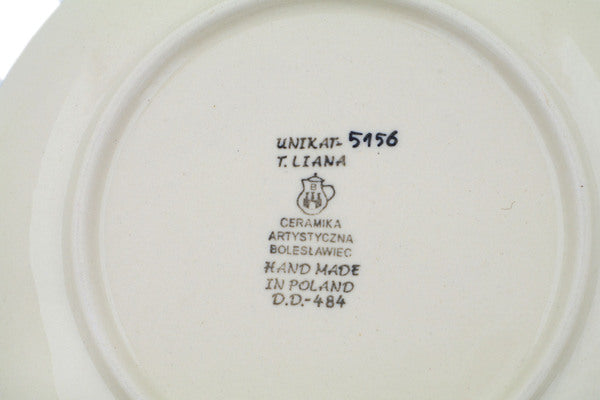 UNIKAT- 5156
T. LIANA
B
CERAMIKA
ARTYSTYCZNA
BOLESŁAWIEC
HAND MADE
IN POLAND
D.D.-484